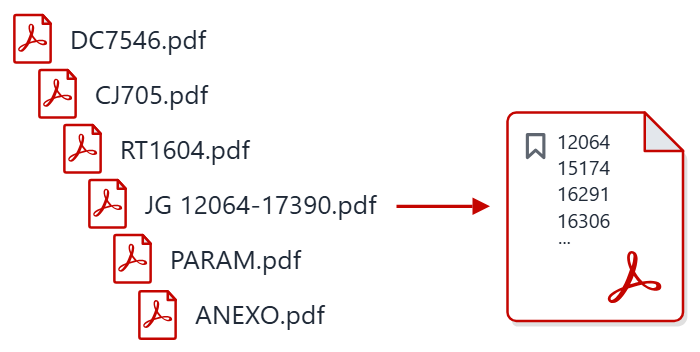 DC7546.pdf
CJ705.pdf
RT1604.pdf
JG 12064-17390.pdf
PARAM.pdf
ANEXO.pdf
12064
15174
16291
16306
...